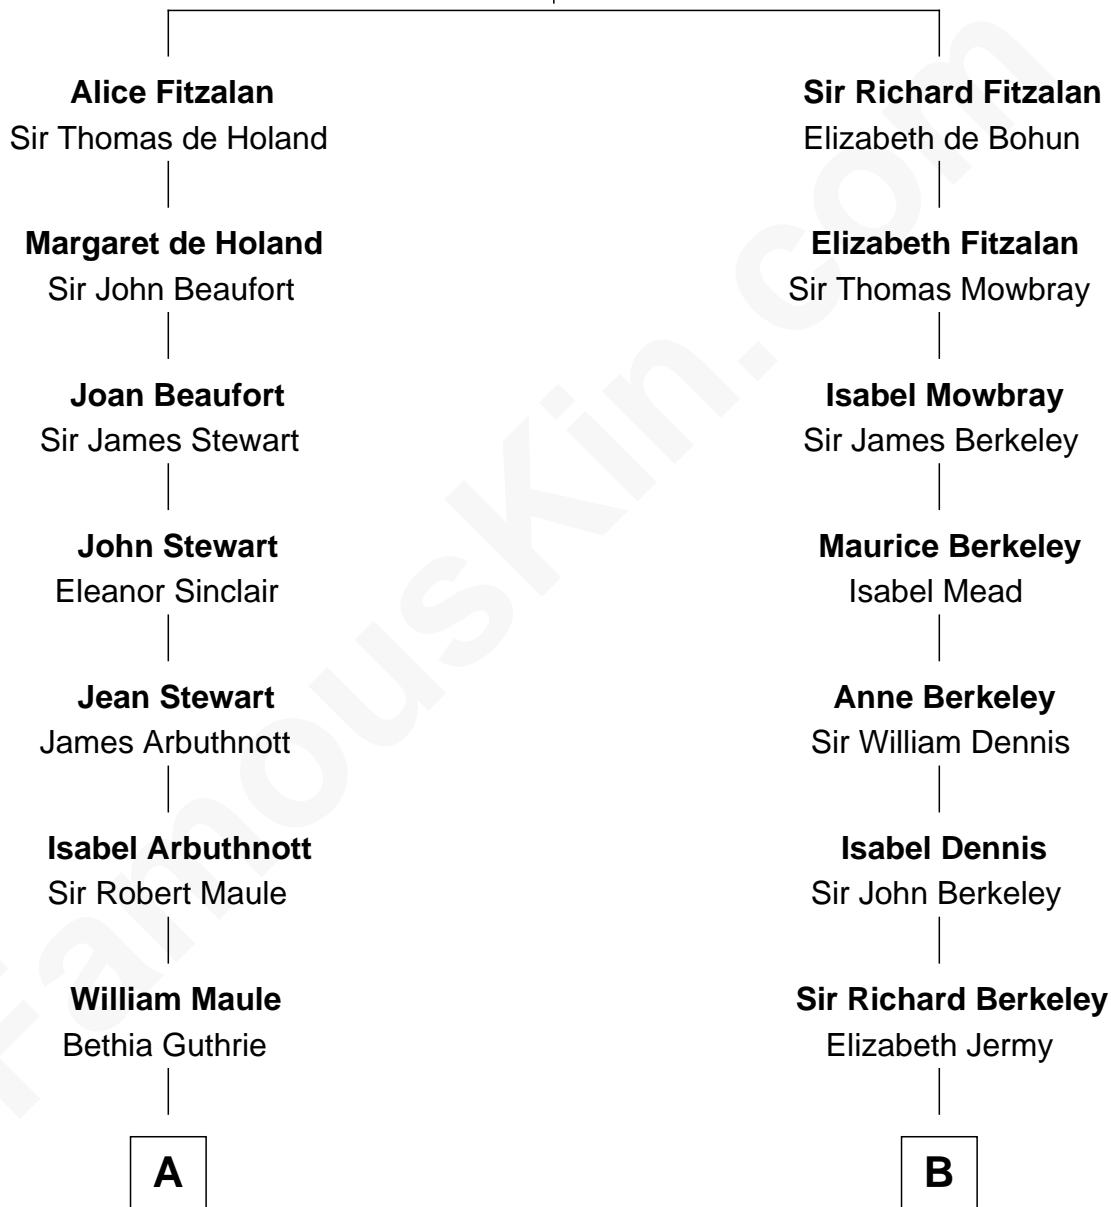 Alice Fitzalan
Sir Thomas de Holand
Margaret de Holand
Sir John Beaufort
Joan Beaufort
Sir James Stewart
John Stewart
Eleanor Sinclair
Jean Stewart
James Arbuthnott
Isabel Arbuthnott
Sir Robert Maule
William Maule
Bethia Guthrie
A
Sir Richard Fitzalan
Elizabeth de Bohun
Elizabeth Fitzalan
Sir Thomas Mowbray
Isabel Mowbray
Sir James Berkeley
Maurice Berkeley
Isabel Mead
Anne Berkeley
Sir William Dennis
Isabel Dennis
Sir John Berkeley
Sir Richard Berkeley
Elizabeth Jermy
B
FamousKin.com